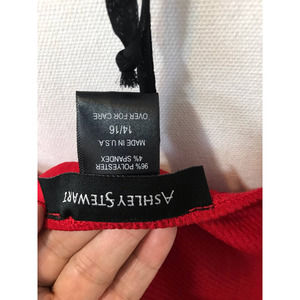 ASHLEY STEWART
96% POLYESTER
4% SPANDEX
MADE IN U.S.A
14/16
OVER FOR CARE